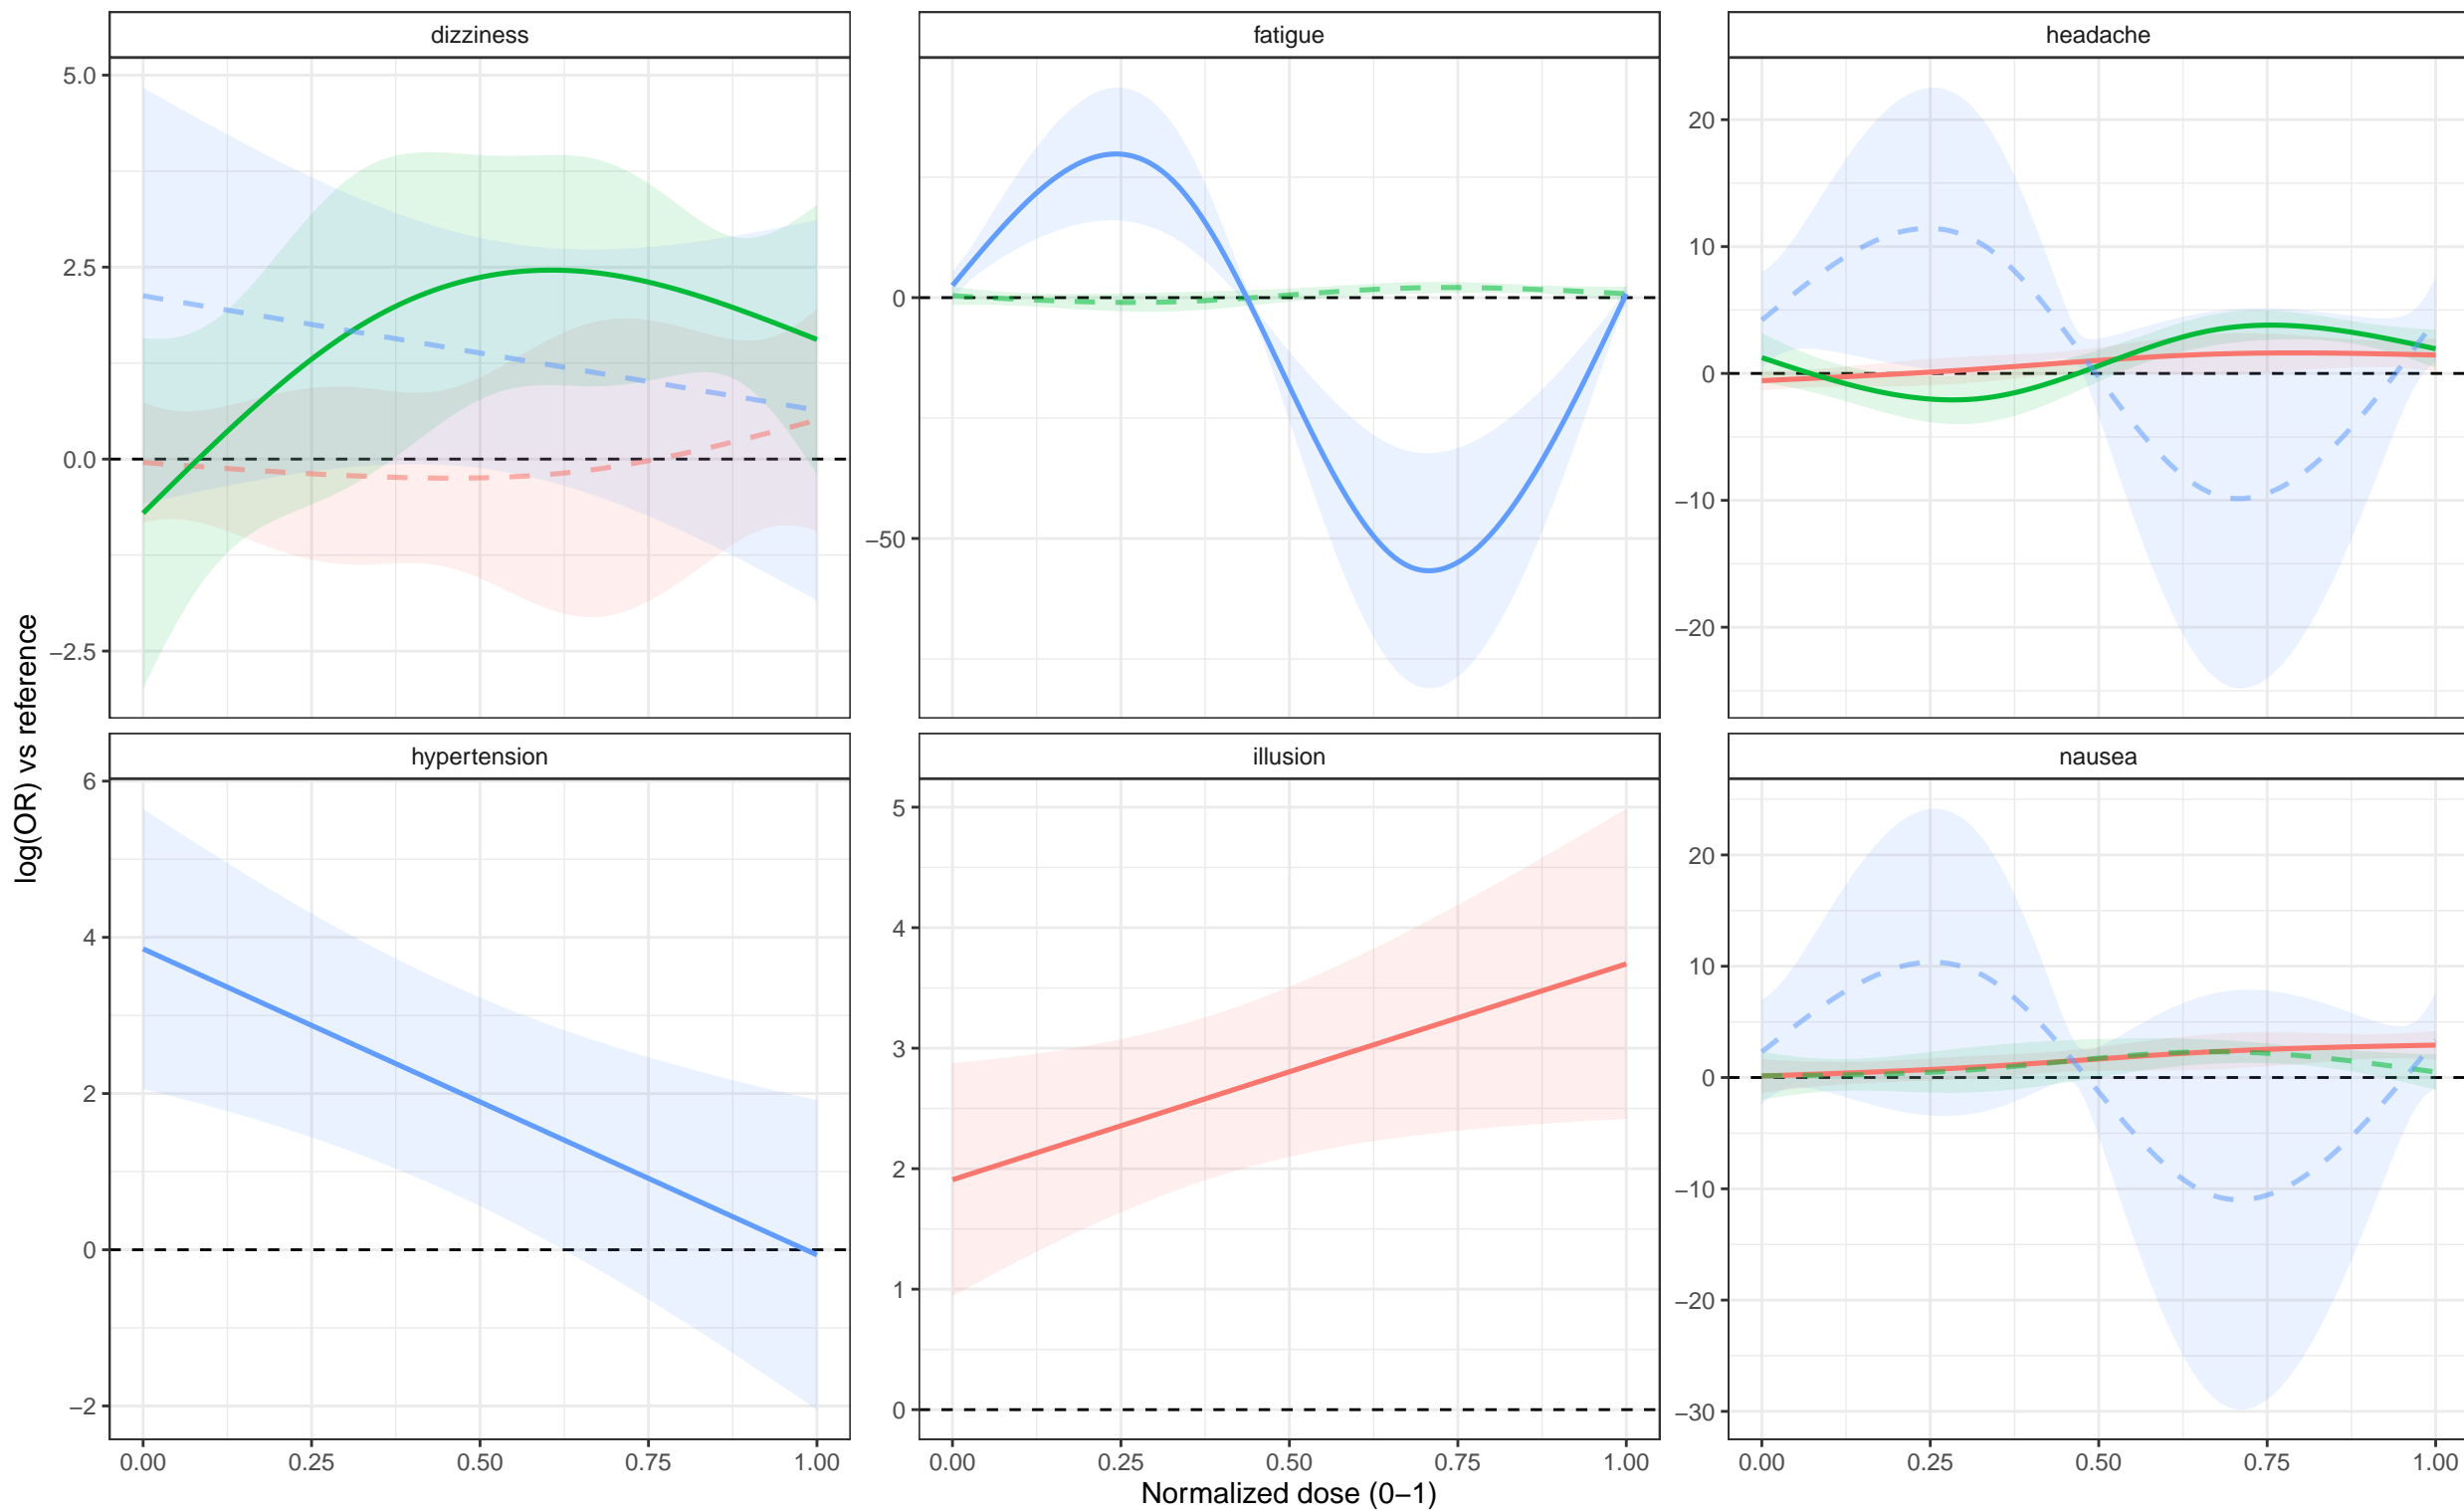 dizziness
fatigue
headache
5.0
2.5
0.0
−2.5
0
−50
20
10
0
−10
−20
log(OR) vs reference
hypertension
illusion
nausea
6
4
2
0
−2
5
4
3
2
1
0
20
10
0
−10
−20
−30
0.00 0.25 0.50 0.75 1.00
0.00 0.25 0.50 0.75 1.00
0.00 0.25 0.50 0.75 1.00
Normalized dose (0−1)